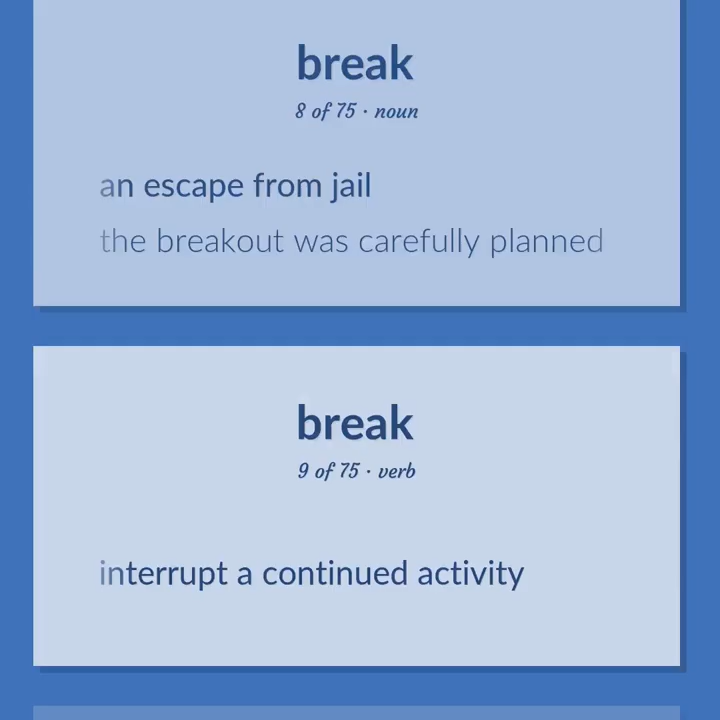 break
8 of 75 · noun
an escape from jail
the breakout was carefully planned
break
9 of 75 · verb
interrupt a continued activity